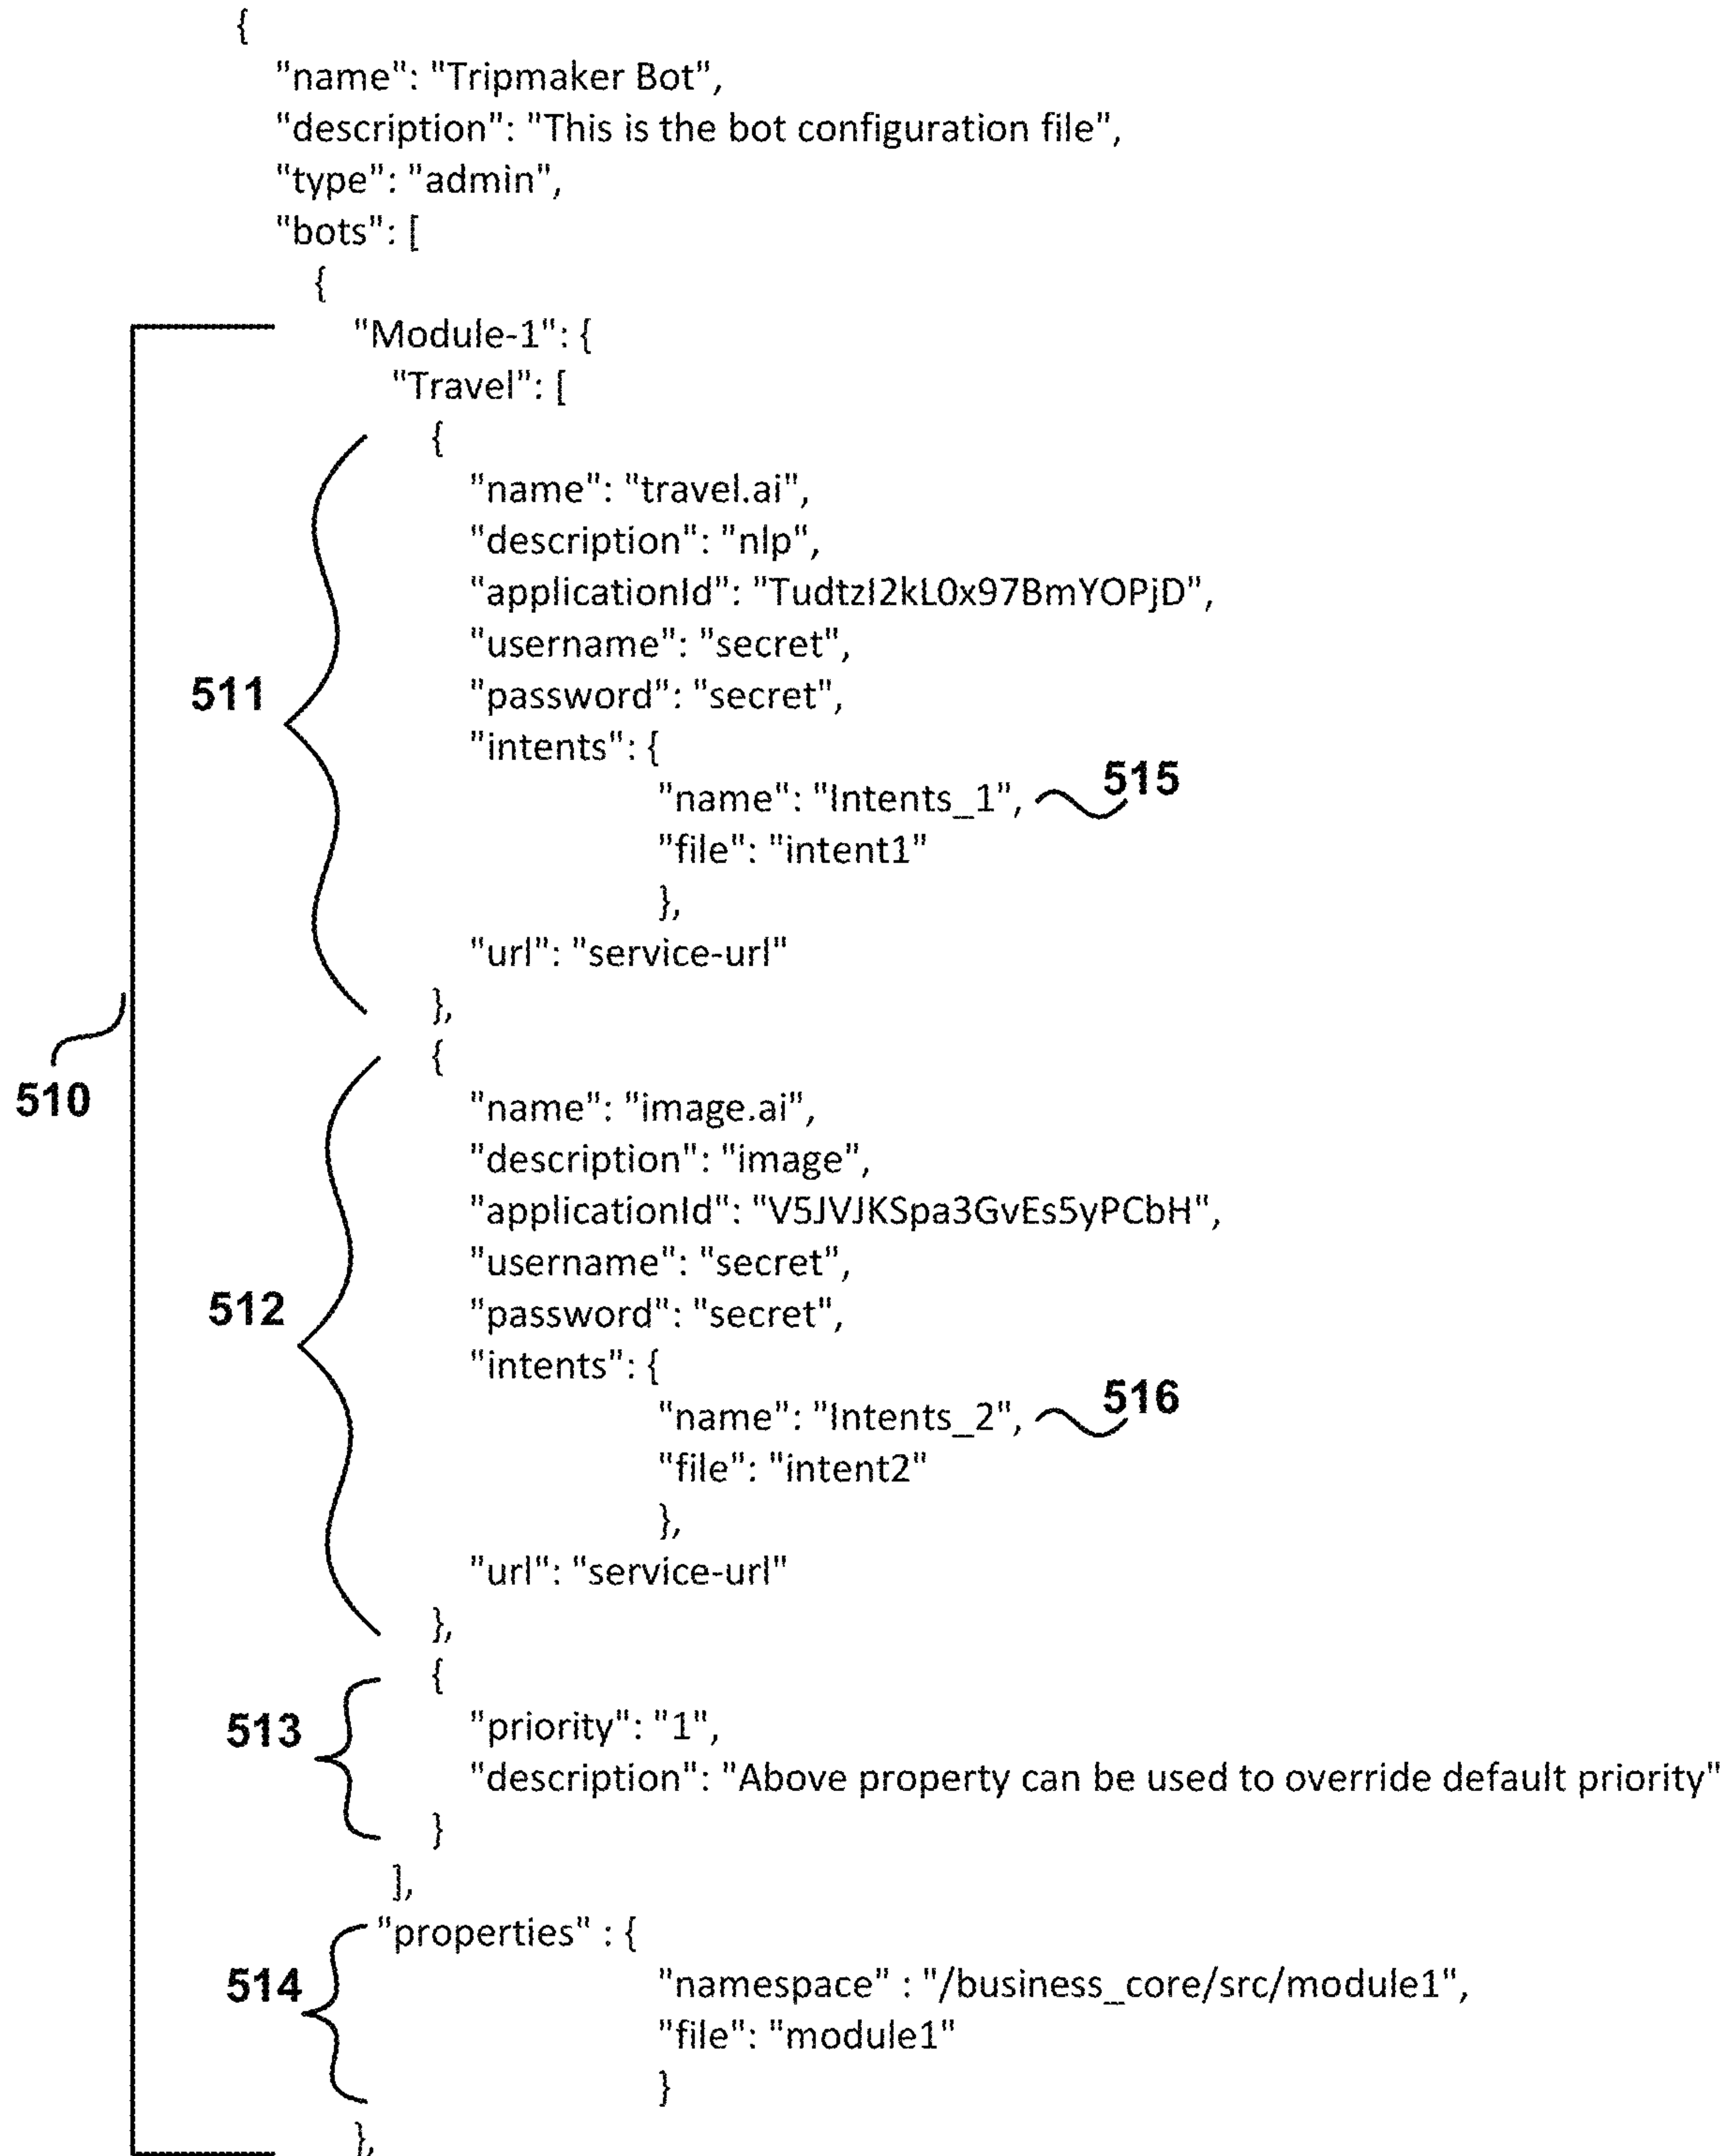 {
"name": "Tripmaker Bot",
"description": "This is the bot configuration file",
"type": "admin",
"bots": [
{
"Module-1": {
"Travel": [
{
"name": "travel.ai",
"description": "nlp",
"applicationId": "TudtzI2kL0x97BmYOPjD",
"username": "secret",
511 "password": "secret",
"intents": {
"name": "Intents_1", 515
"file": "intent1"
},
"url": "service-url"
},
{
510 "name": "image.ai",
"description": "image",
"applicationId": "V5JVJKSpa3GvEs5yPCbH",
"username": "secret",
512 "password": "secret",
"intents": {
"name": "Intents_2", 516
"file": "intent2"
},
"url": "service-url"
},
{
513 "priority": "1",
"description": "Above property can be used to override default priority"
}
],
"properties" : {
514 "namespace" : "/business_core/src/module1",
"file": "module1"
}
},